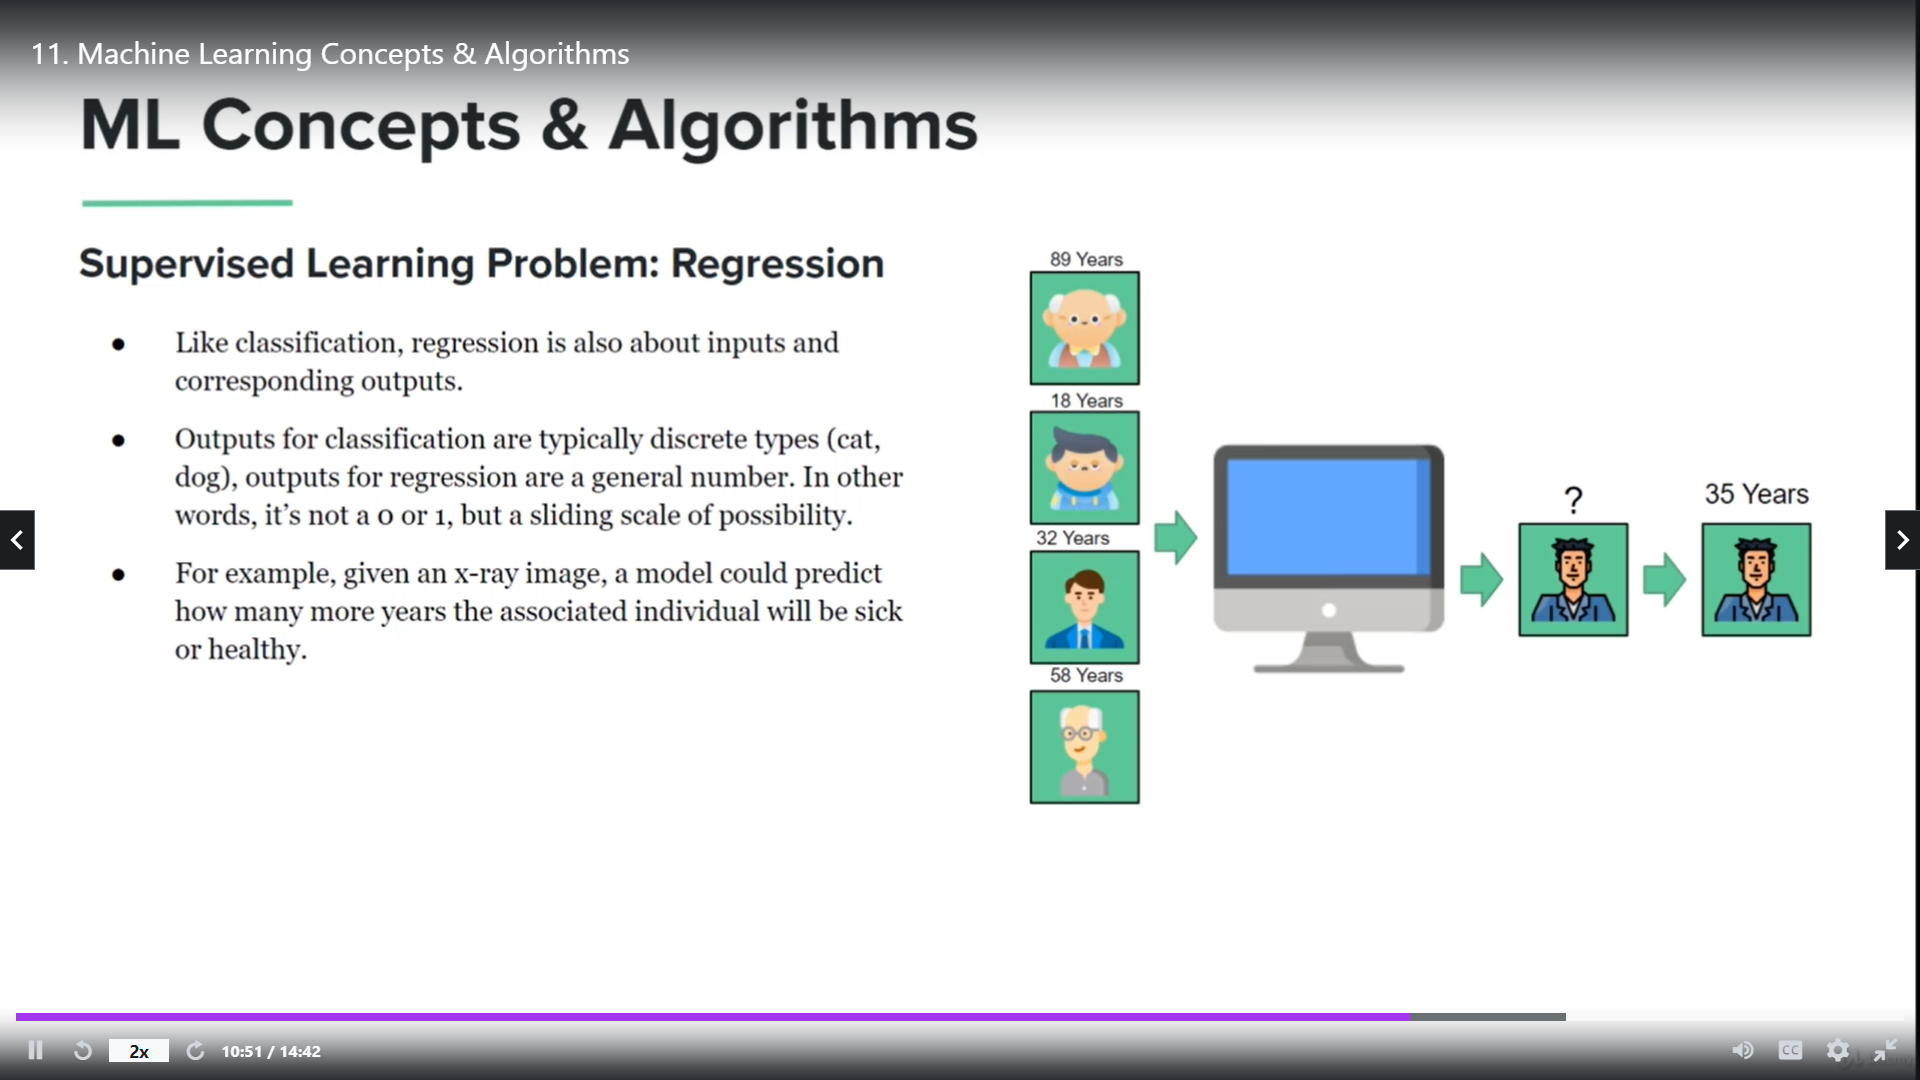 11. Machine Learning Concepts & Algorithms
ML Concepts & Algorithms
Supervised Learning Problem: Regression
● Like classification, regression is also about inputs and
corresponding outputs.
● Outputs for classification are typically discrete types (cat,
dog), outputs for regression are a general number. In other
words, it's not a 0 or 1, but a sliding scale of possibility.
● For example, given an x-ray image, a model could predict
how many more years the associated individual will be sick
or healthy.
89 Years
18 Years
32 Years
58 Years
?
35 Years
2x
10:51 / 14:42
CC